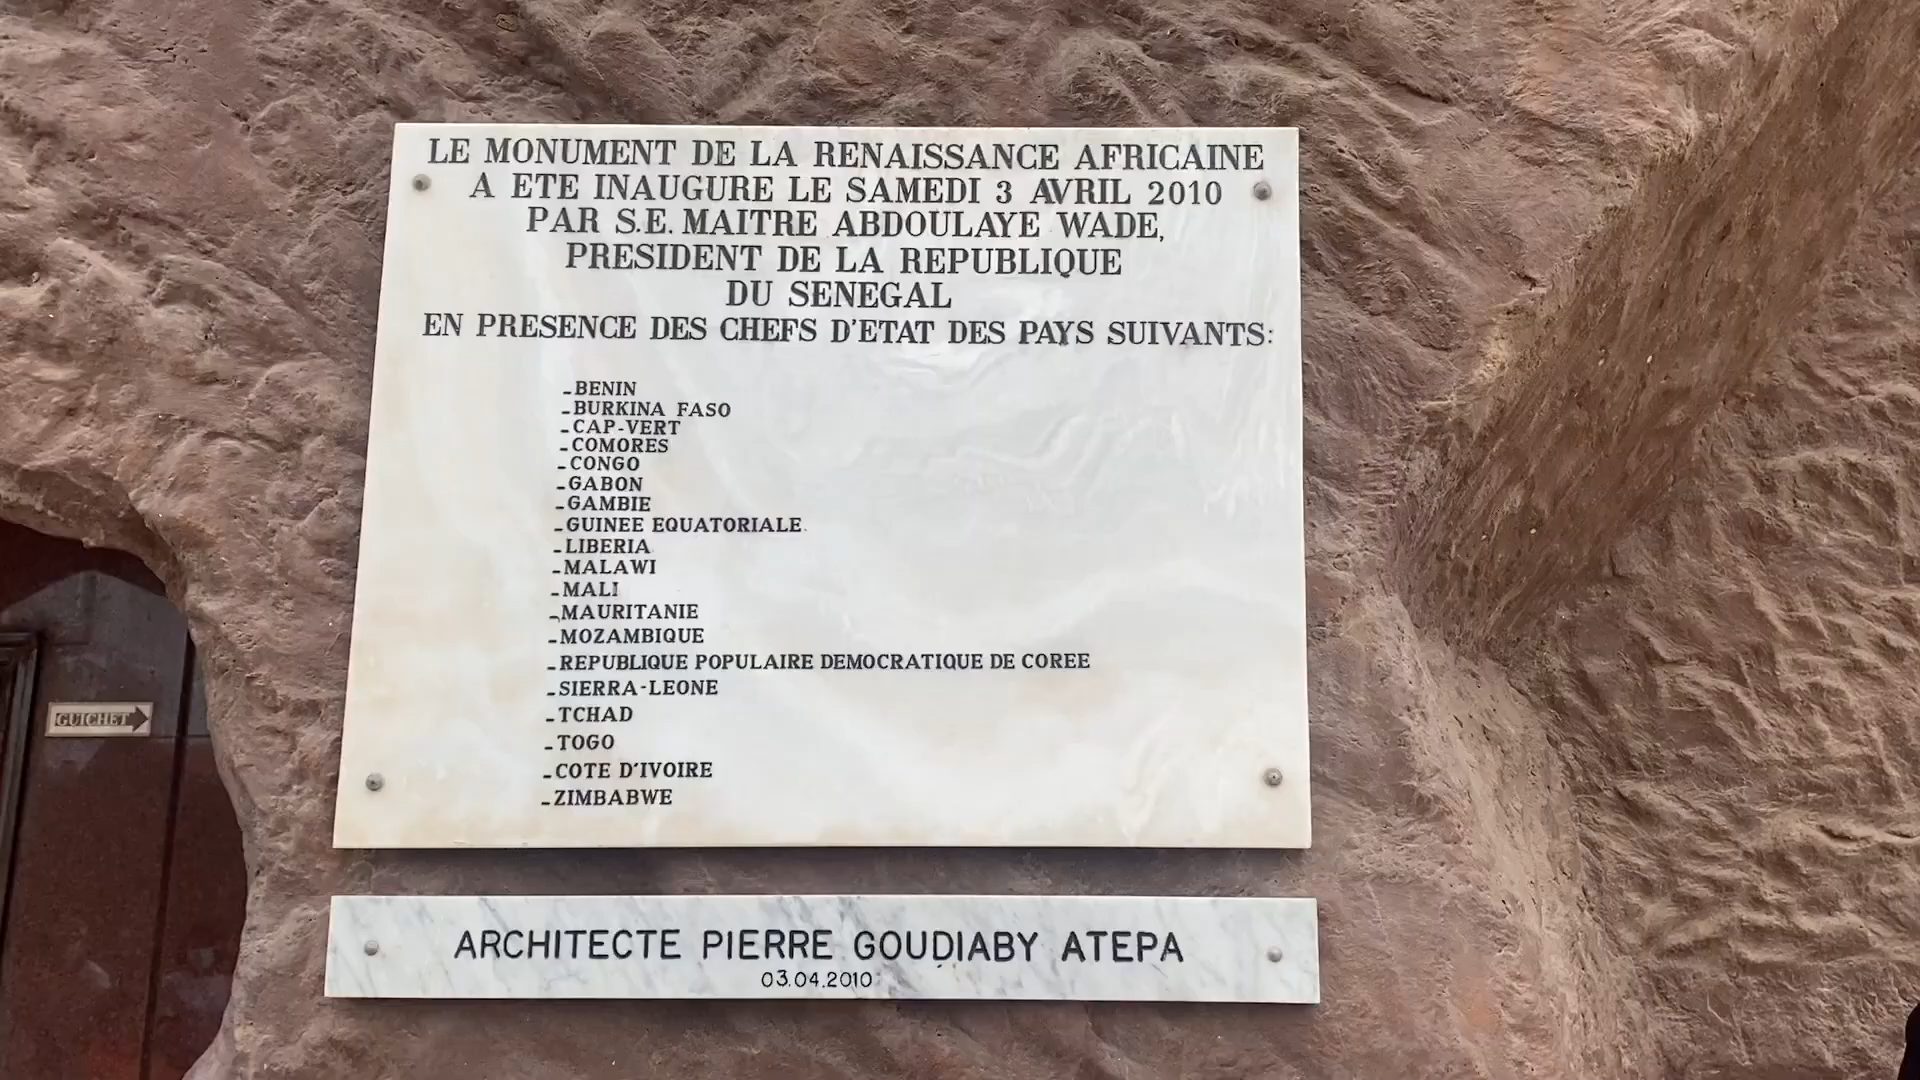 LE MONUMENT DE LA RENAISSANCE AFRICAINE
A ETE INAUGURE LE SAMEDI 3 AVRIL 2010
PAR S.E. MAITRE ABDOULAYE WADE,
PRESIDENT DE LA REPUBLIQUE
DU SENEGAL
EN PRESENCE DES CHEFS D'ETAT DES PAYS SUIVANTS:
-BENIN
-BURKINA FASO
-CAP-VERT
-COMORES
-CONGO
-GABON
-GAMBIE
-GUINEE EQUATORIALE
-LIBERIA
-MALAWI
-MALI
-MAURITANIE
-MOZAMBIQUE
-REPUBLIQUE POPULAIRE DEMOCRATIQUE DE COREE
-SIERRA-LEONE
-TCHAD
-TOGO
-COTE D'IVOIRE
-ZIMBABWE
GUICHET
ARCHITECTE PIERRE GOUDIABY ATEPA
03.04.2010